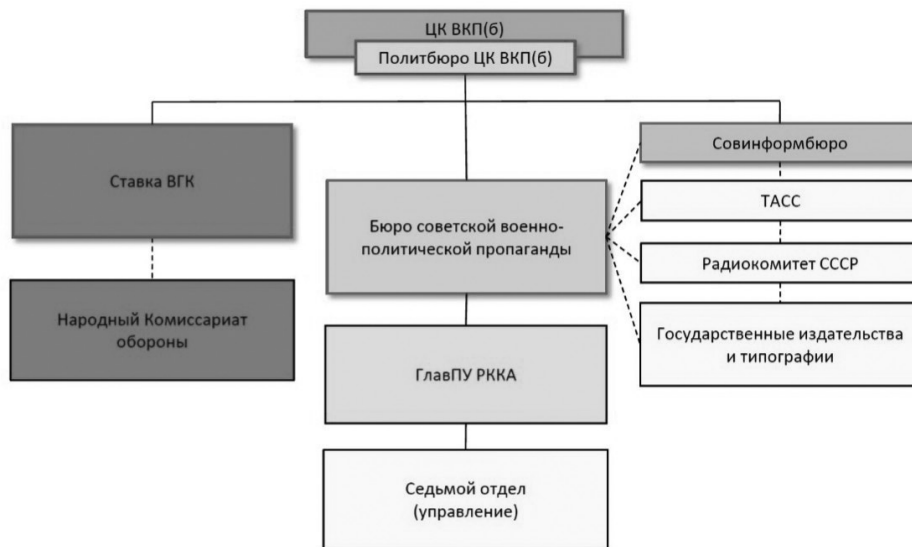 ЦК ВКП(б)
Политбюро ЦК ВКП(б)
Ставка ВГК
Народный Комиссариат
обороны
Бюро советской военно-
политической пропаганды
ГлавПУ РККА
Седьмой отдел
(управление)
Совинформбюро
ТАСС
Радиокомитет СССР
Государственные издательства
и типографии